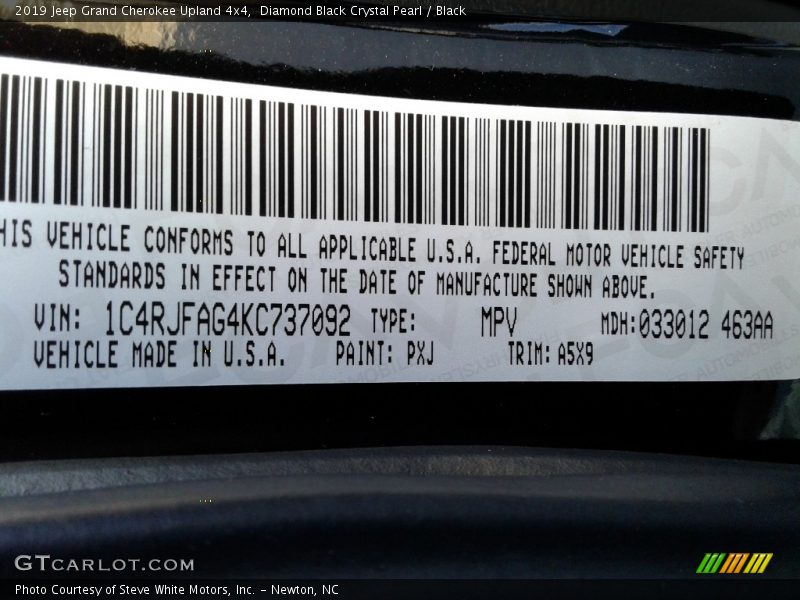 2019 Jeep Grand Cherokee Upland 4x4,  Diamond Black Crystal Pearl / Black
HIS VEHICLE CONFORMS TO ALL APPLICABLE U.S.A. FEDERAL MOTOR VEHICLE SAFETY
STANDARDS IN EFFECT ON THE DATE OF MANUFACTURE SHOWN ABOVE.
VIN: 1C4RJFAG4KC737092 TYPE: MPV MDH:033012 463AA
VEHICLE MADE IN U.S.A. PAINT: PXJ TRIM: A5X9
GTCARLOT.COM
Photo Courtesy of Steve White Motors, Inc. – Newton, NC